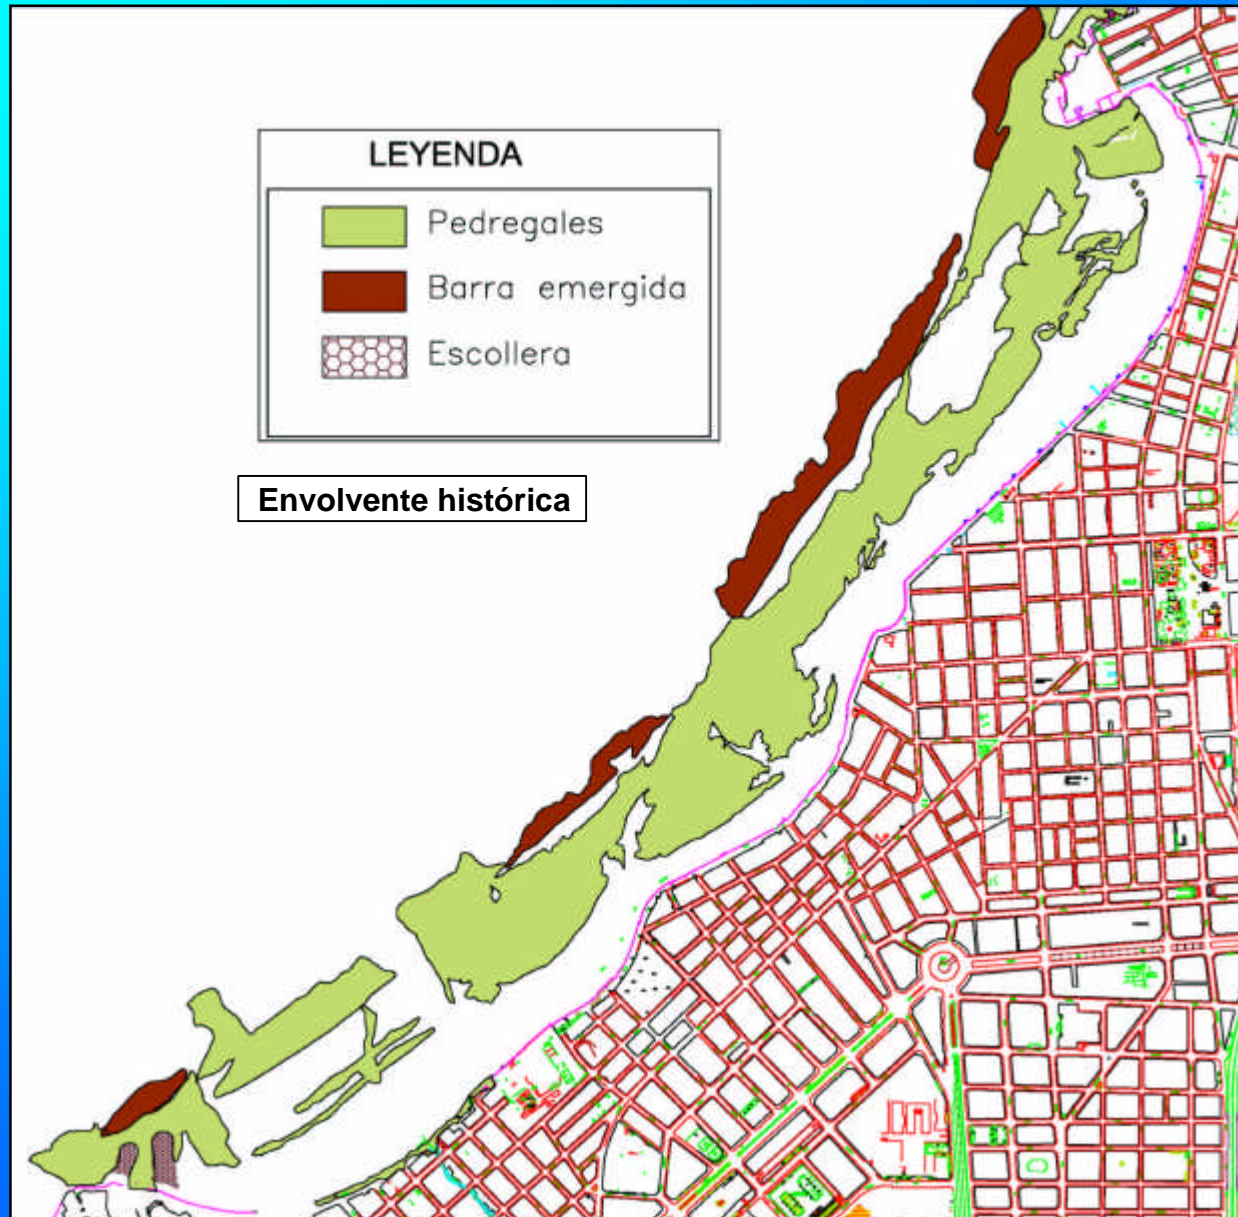 LEYENDA
Pedregales
Barra emergida
Escollera
Envolvente histórica